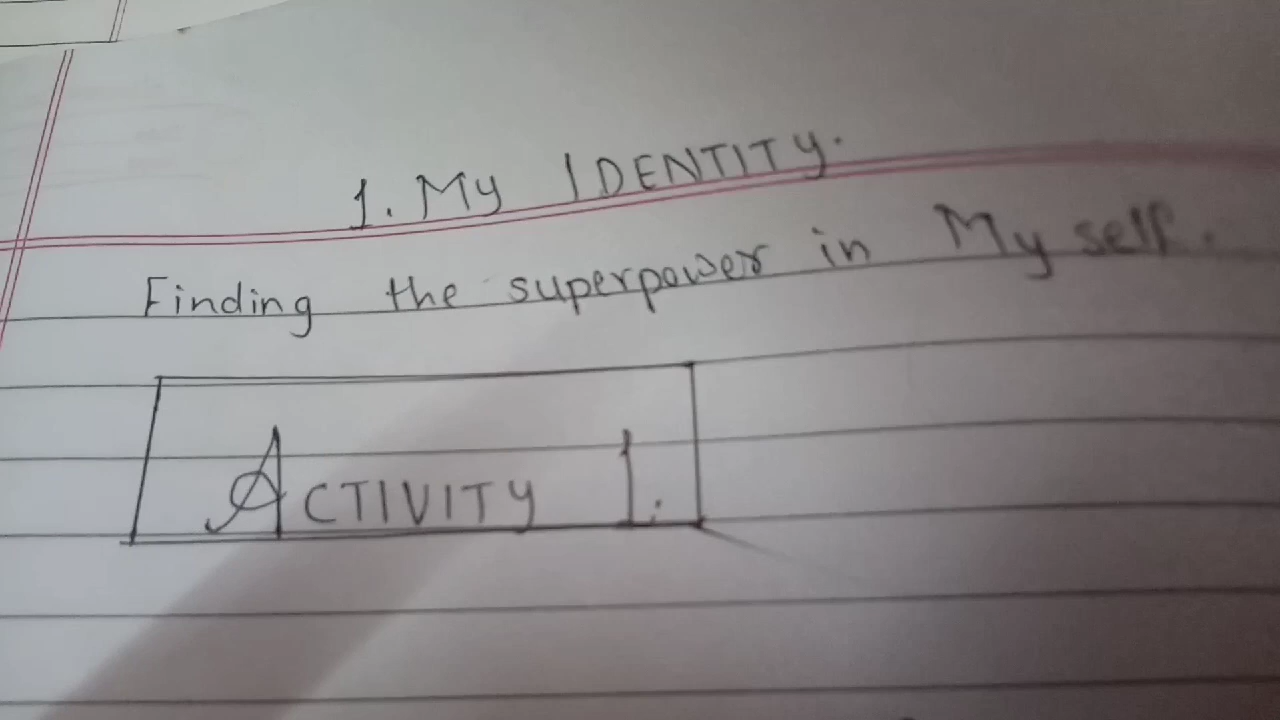 1. My IDENTITY.
Finding the superpower in My self.
ACTIVITY 1.